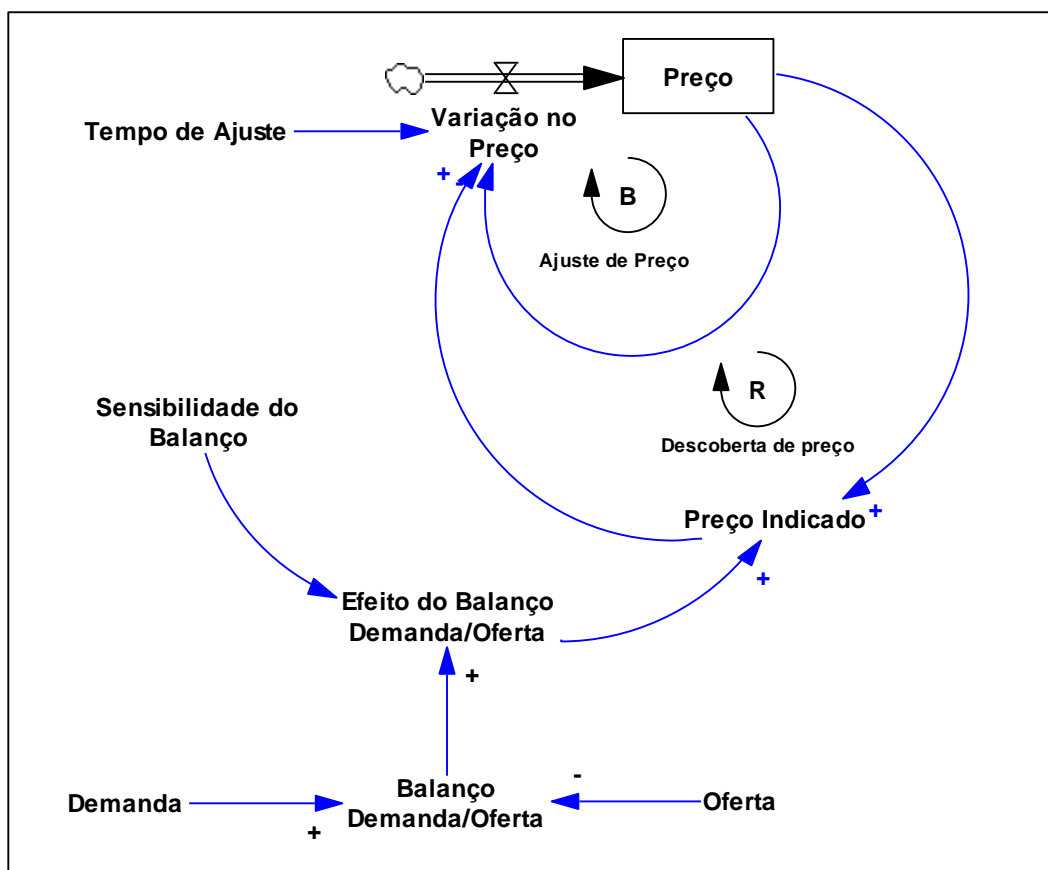 Preço
Variação no
Preço
Tempo de Ajuste
+ -
B
Ajuste de Preço
R
Descoberta de preço
Sensibilidade do
Balanço
Preço Indicado +
+
Efeito do Balanço
Demanda/Oferta
+
-
Demanda
Balanço
Demanda/Oferta
Oferta
+